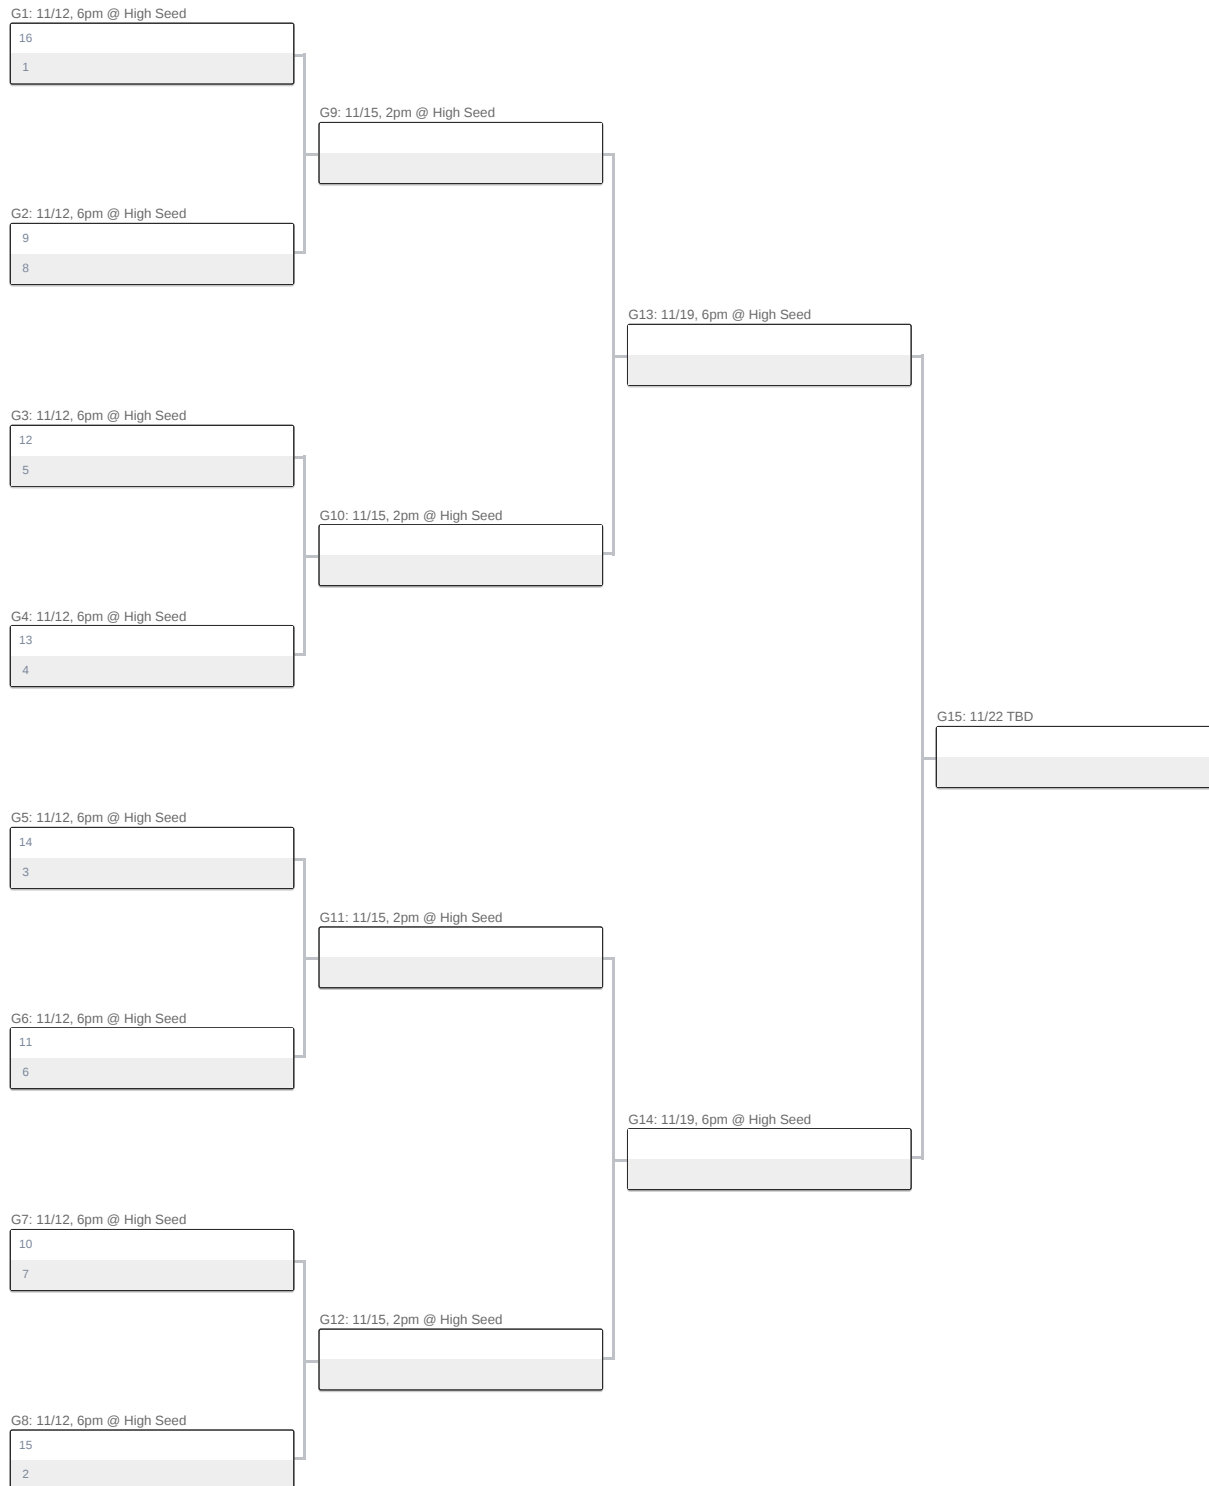 G1: 11/12, 6pm @ High Seed
16
1
G9: 11/15, 2pm @ High Seed
G2: 11/12, 6pm @ High Seed
9
8
G13: 11/19, 6pm @ High Seed
G3: 11/12, 6pm @ High Seed
12
5
G10: 11/15, 2pm @ High Seed
G4: 11/12, 6pm @ High Seed
13
4
G15: 11/22 TBD
G5: 11/12, 6pm @ High Seed
14
3
G11: 11/15, 2pm @ High Seed
G6: 11/12, 6pm @ High Seed
11
6
G14: 11/19, 6pm @ High Seed
G7: 11/12, 6pm @ High Seed
10
7
G12: 11/15, 2pm @ High Seed
G8: 11/12, 6pm @ High Seed
15
2